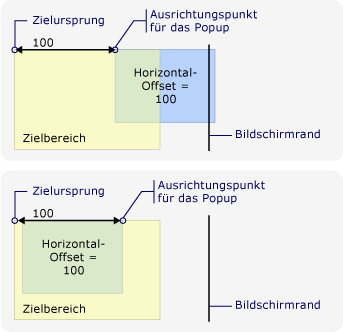 Zielursprung
Ausrichtungspunkt
für das Popup
100
Horizontal-
Offset =
100
Bildschirmrand
Zielbereich
Zielursprung
Ausrichtungspunkt
für das Popup
100
Horizontal-
Offset =
100
Bildschirmrand
Zielbereich